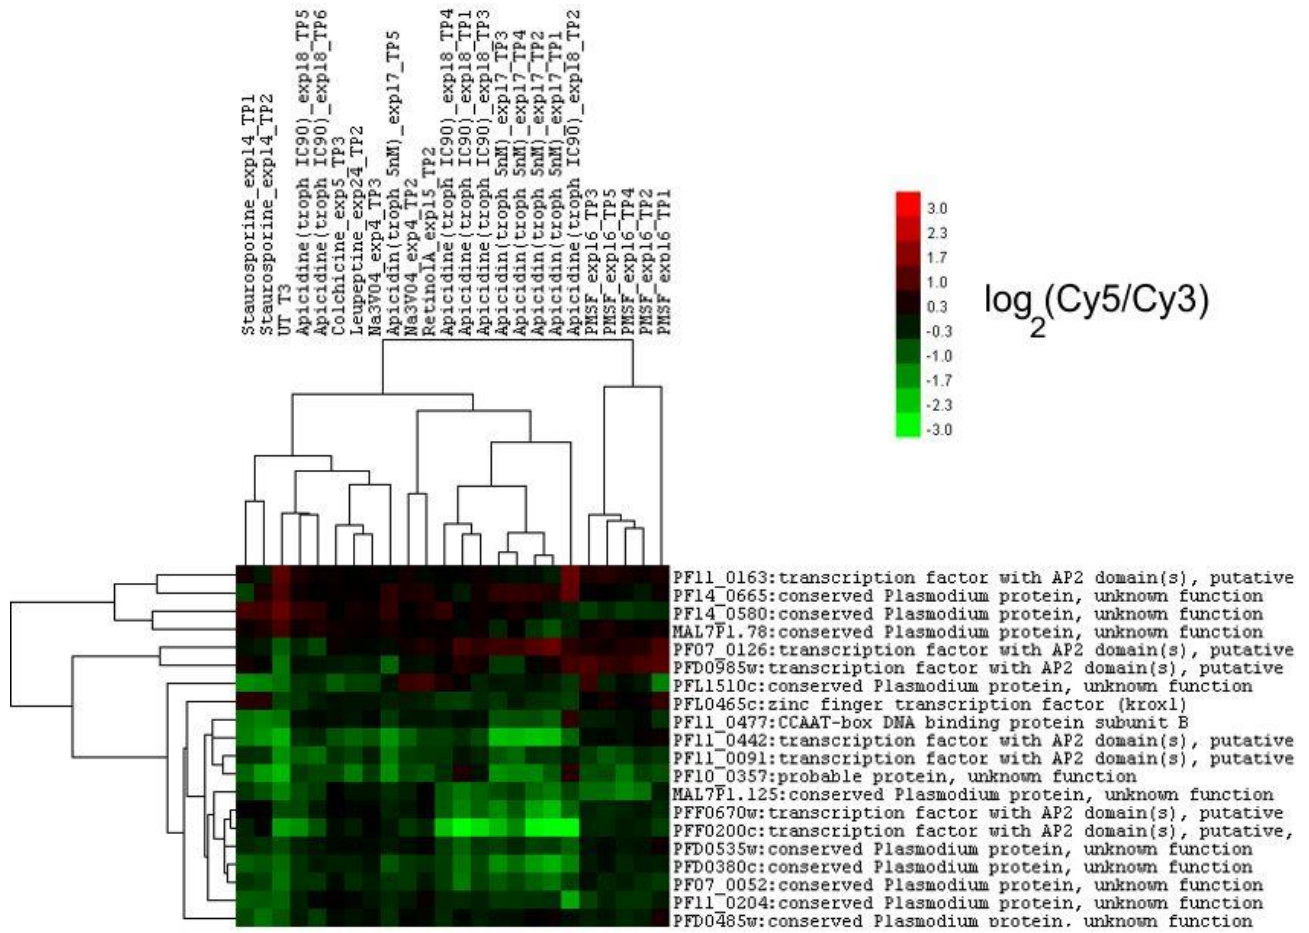 Staurosporine_exp14_TP1
Staurosporine_exp14_TP2
UT T3
Apicidine(troph IC90)_exp18_TP5
Apicidine(troph IC90)_exp18_TP6
Colchicine_exp5_TP3
Leupeptine_exp24_TP2
Na3VO4_exp4_TP3
Apicidin(troph 5nM)_exp17_TP5
Na3VO4_exp4_TP2
RetinolA_exp15_TP2
Apicidine(troph IC90)_exp18_TP4
Apicidine(troph IC90)_exp18_TP1
Apicidine(troph IC90)_exp18_TP3
Apicidin(troph 5nM)_exp17_TP3
Apicidin(troph 5nM)_exp17_TP4
Apicidin(troph 5nM)_exp17_TP2
Apicidin(troph 5nM)_exp17_TP1
Apicidine(troph IC90)_exp18_TP2
PMSF_exp16_TP3
PMSF_exp16_TP5
PMSF_exp16_TP4
PMSF_exp16_TP2
PMSF_exp16_TP1
3.0
2.3
1.7
1.0
0.3
-0.3
-1.0
-1.7
-2.3
-3.0
log2(Cy5/Cy3)
PF11_0163:transcription factor with AP2 domain(s), putative
PF14_0665:conserved Plasmodium protein, unknown function
PF14_0580:conserved Plasmodium protein, unknown function
MAL7P1.78:conserved Plasmodium protein, unknown function
PF07_0126:transcription factor with AP2 domain(s), putative
PFD0985w:transcription factor with AP2 domain(s), putative
PFL1510c:conserved Plasmodium protein, unknown function
PFL0465c:zinc finger transcription factor (krox1)
PF11_0477:CCAAT-box DNA binding protein subunit B
PF11_0442:transcription factor with AP2 domain(s), putative
PF11_0091:transcription factor with AP2 domain(s), putative
PF10_0357:probable protein, unknown function
MAL7P1.125:conserved Plasmodium protein, unknown function
PFF0670w:transcription factor with AP2 domain(s), putative
PFF0200c:transcription factor with AP2 domain(s), putative,
PFD0535w:conserved Plasmodium protein, unknown function
PFD0380c:conserved Plasmodium protein, unknown function
PF07_0052:conserved Plasmodium protein, unknown function
PF11_0204:conserved Plasmodium protein, unknown function
PFD0485w:conserved Plasmodium protein, unknown function